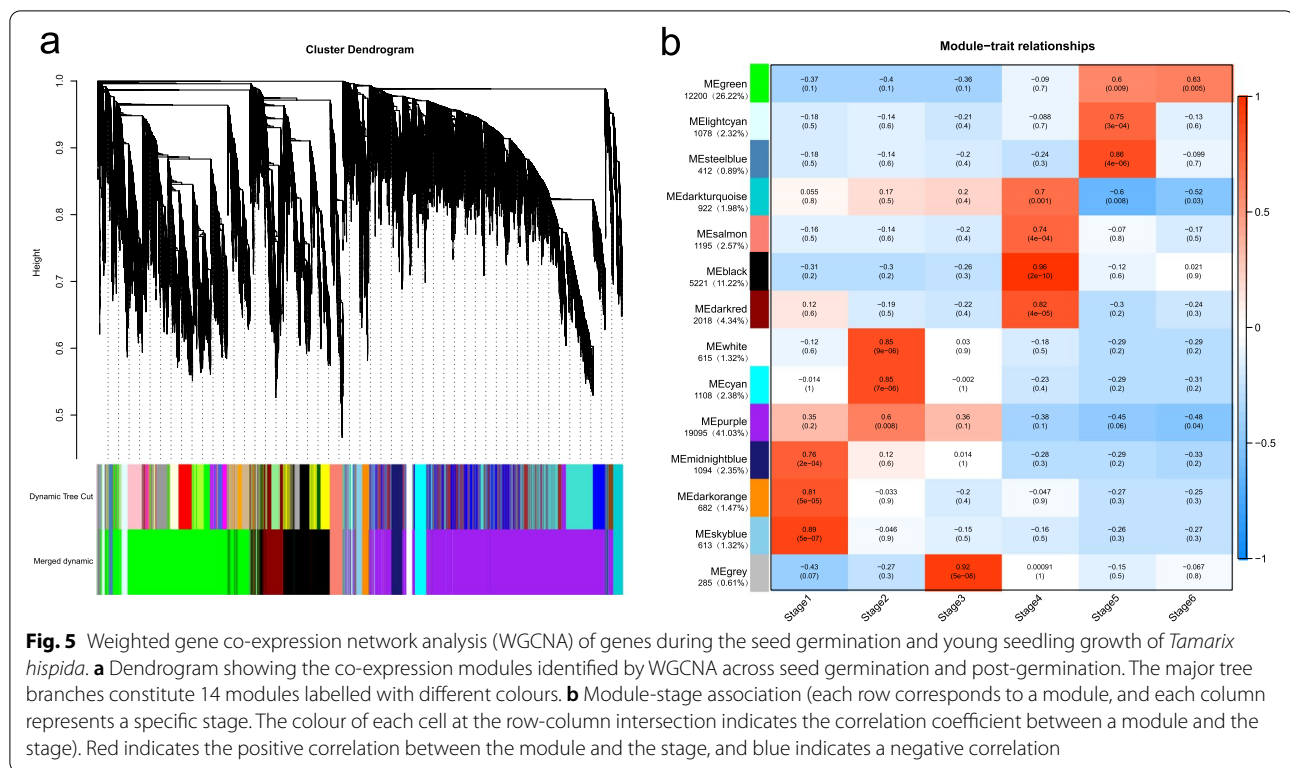 a
Cluster Dendrogram
Height
1.0
0.9
0.8
0.7
0.6
0.5
Dynamic Tree Cut
Merged dynamic
b
Module−trait relationships
MEgreen
12200 (26.22%)
−0.37 −0.4 −0.36 −0.09 0.6 0.63
(0.1) (0.1) (0.1) (0.7) (0.009) (0.005)
MElightcyan
1078 (2.32%)
−0.18 −0.14 −0.21 −0.088 0.75 −0.13
(0.5) (0.6) (0.4) (0.7) (3e−04) (0.6)
MEsteelblue
412 (0.89%)
−0.18 −0.14 −0.2 −0.24 0.86 −0.099
(0.5) (0.6) (0.4) (0.3) (4e−06) (0.7)
MEdarkturquoise
922 (1.98%)
0.055 0.17 0.2 0.7 −0.6 −0.52
(0.8) (0.5) (0.4) (0.001) (0.008) (0.03)
MEsalmon
1195 (2.57%)
−0.16 −0.14 −0.2 0.74 −0.07 −0.17
(0.5) (0.6) (0.4) (4e−04) (0.8) (0.5)
MEblack
5221 (11.22%)
−0.31 −0.3 −0.26 0.96 −0.12 0.021
(0.2) (0.2) (0.3) (2e−10) (0.6) (0.9)
MEdarkred
2018 (4.34%)
0.12 −0.19 −0.22 0.82 −0.3 −0.24
(0.6) (0.5) (0.4) (4e−05) (0.2) (0.3)
MEwhite
615 (1.32%)
−0.12 0.85 0.03 −0.18 −0.29 −0.29
(0.6) (9e−06) (0.9) (0.5) (0.2) (0.2)
MEcyan
1108 (2.38%)
−0.014 0.85 −0.002 −0.23 −0.29 −0.31
(1) (7e−06) (1) (0.4) (0.2) (0.2)
MEpurple
19095 (41.03%)
0.35 0.6 0.36 −0.38 −0.45 −0.48
(0.2) (0.008) (0.1) (0.1) (0.06) (0.04)
MEmidnightblue
1094 (2.35%)
0.76 0.12 0.014 −0.28 −0.29 −0.33
(2e−04) (0.6) (1) (0.3) (0.2) (0.2)
MEdarkorange
682 (1.47%)
0.81 −0.033 −0.2 −0.047 −0.27 −0.25
(5e−05) (0.9) (0.4) (0.9) (0.3) (0.3)
MEskyblue
613 (1.32%)
0.89 −0.046 −0.15 −0.16 −0.26 −0.27
(5e−07) (0.9) (0.5) (0.5) (0.3) (0.3)
MEgrey
285 (0.61%)
−0.43 −0.27 0.92 0.00091 −0.15 −0.067
(0.07) (0.3) (5e−08) (1) (0.5) (0.8)
Stage1 Stage2 Stage3 Stage4 Stage5 Stage6
1
0.5
0
−0.5
−1
Fig. 5 Weighted gene co-expression network analysis (WGCNA) of genes during the seed germination and young seedling growth of Tamarix
hispida. a Dendrogram showing the co-expression modules identified by WGCNA across seed germination and post-germination. The major tree
branches constitute 14 modules labelled with different colours. b Module-stage association (each row corresponds to a module, and each column
represents a specific stage. The colour of each cell at the row-column intersection indicates the correlation coefficient between a module and the
stage). Red indicates the positive correlation between the module and the stage, and blue indicates a negative correlation